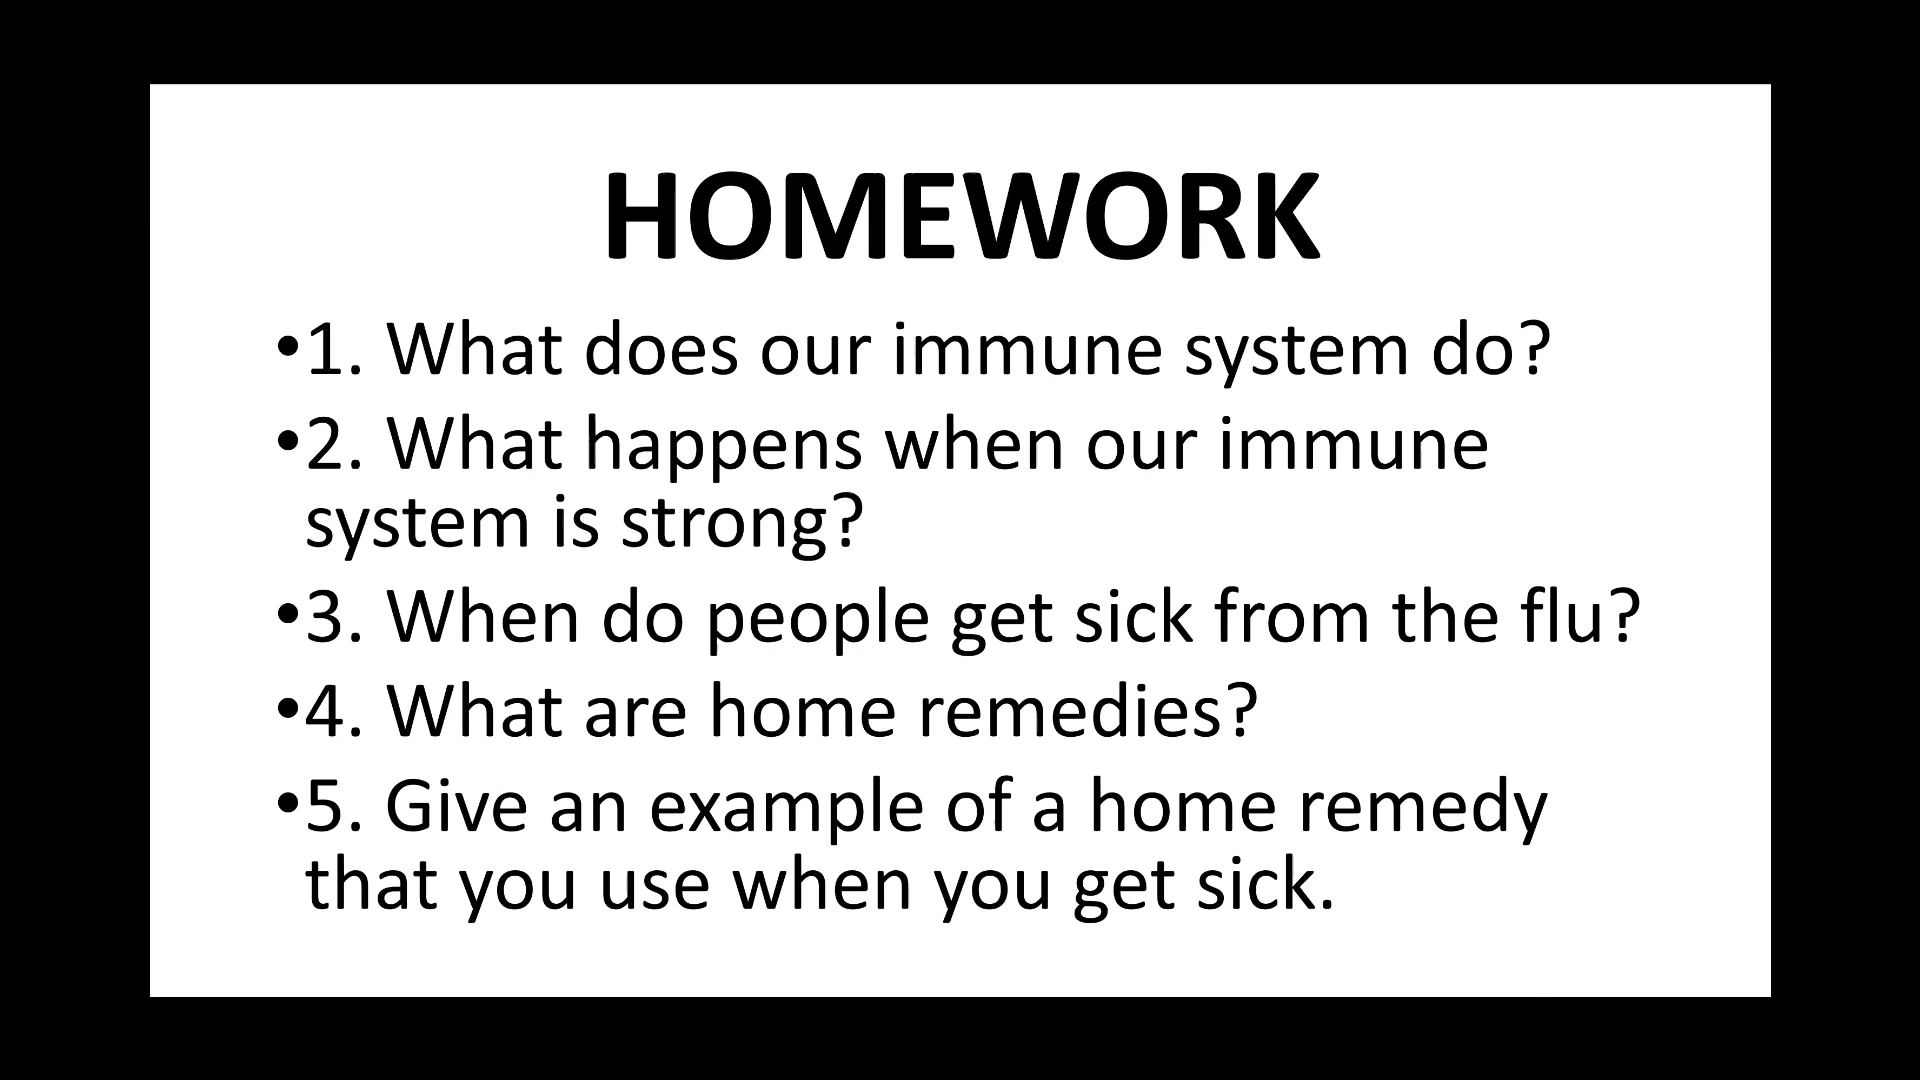 HOMEWORK
•1. What does our immune system do?
•2. What happens when our immune
system is strong?
•3. When do people get sick from the flu?
•4. What are home remedies?
•5. Give an example of a home remedy
that you use when you get sick.